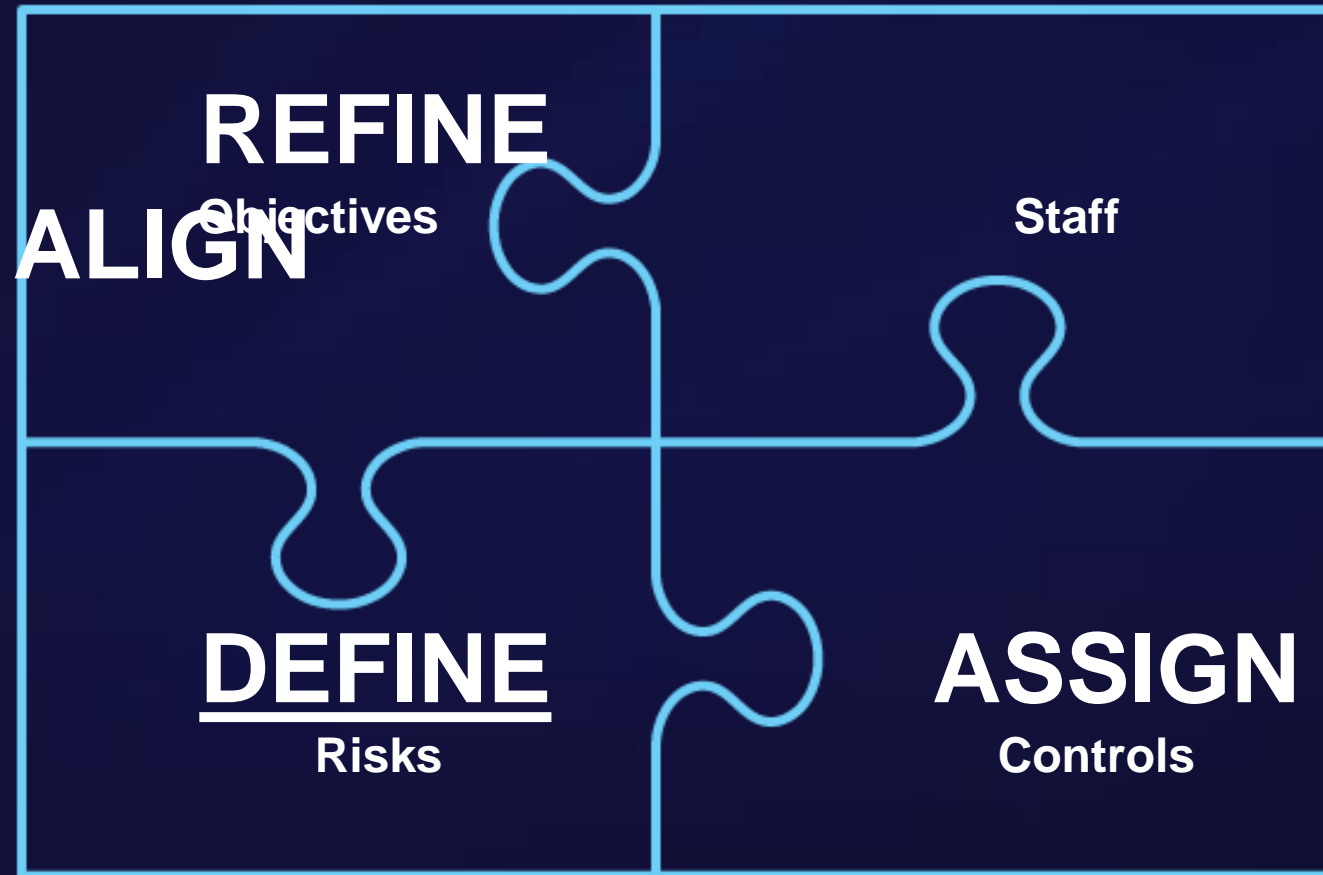 REFINE
Objectives
ALIGN
Staff
DEFINE
Risks
ASSIGN
Controls